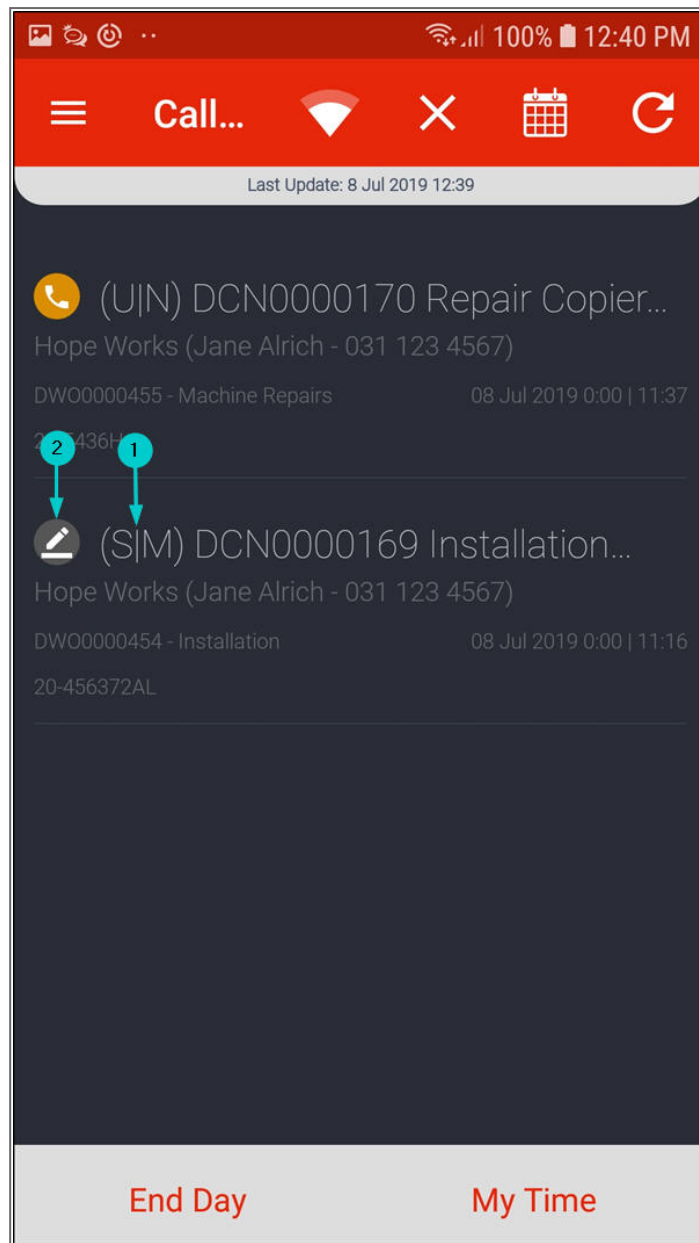 100% 12:40 PM
Call...
Last Update: 8 Jul 2019 12:39
(U|N) DCN0000170 Repair Copier...
Hope Works (Jane Alrich - 031 123 4567)
DWO0000455 - Machine Repairs 08 Jul 2019 0:00 | 11:37
2 1
(S|M) DCN0000169 Installation...
Hope Works (Jane Alrich - 031 123 4567)
DWO0000454 - Installation 08 Jul 2019 0:00 | 11:16
20-456372AL
End Day My Time